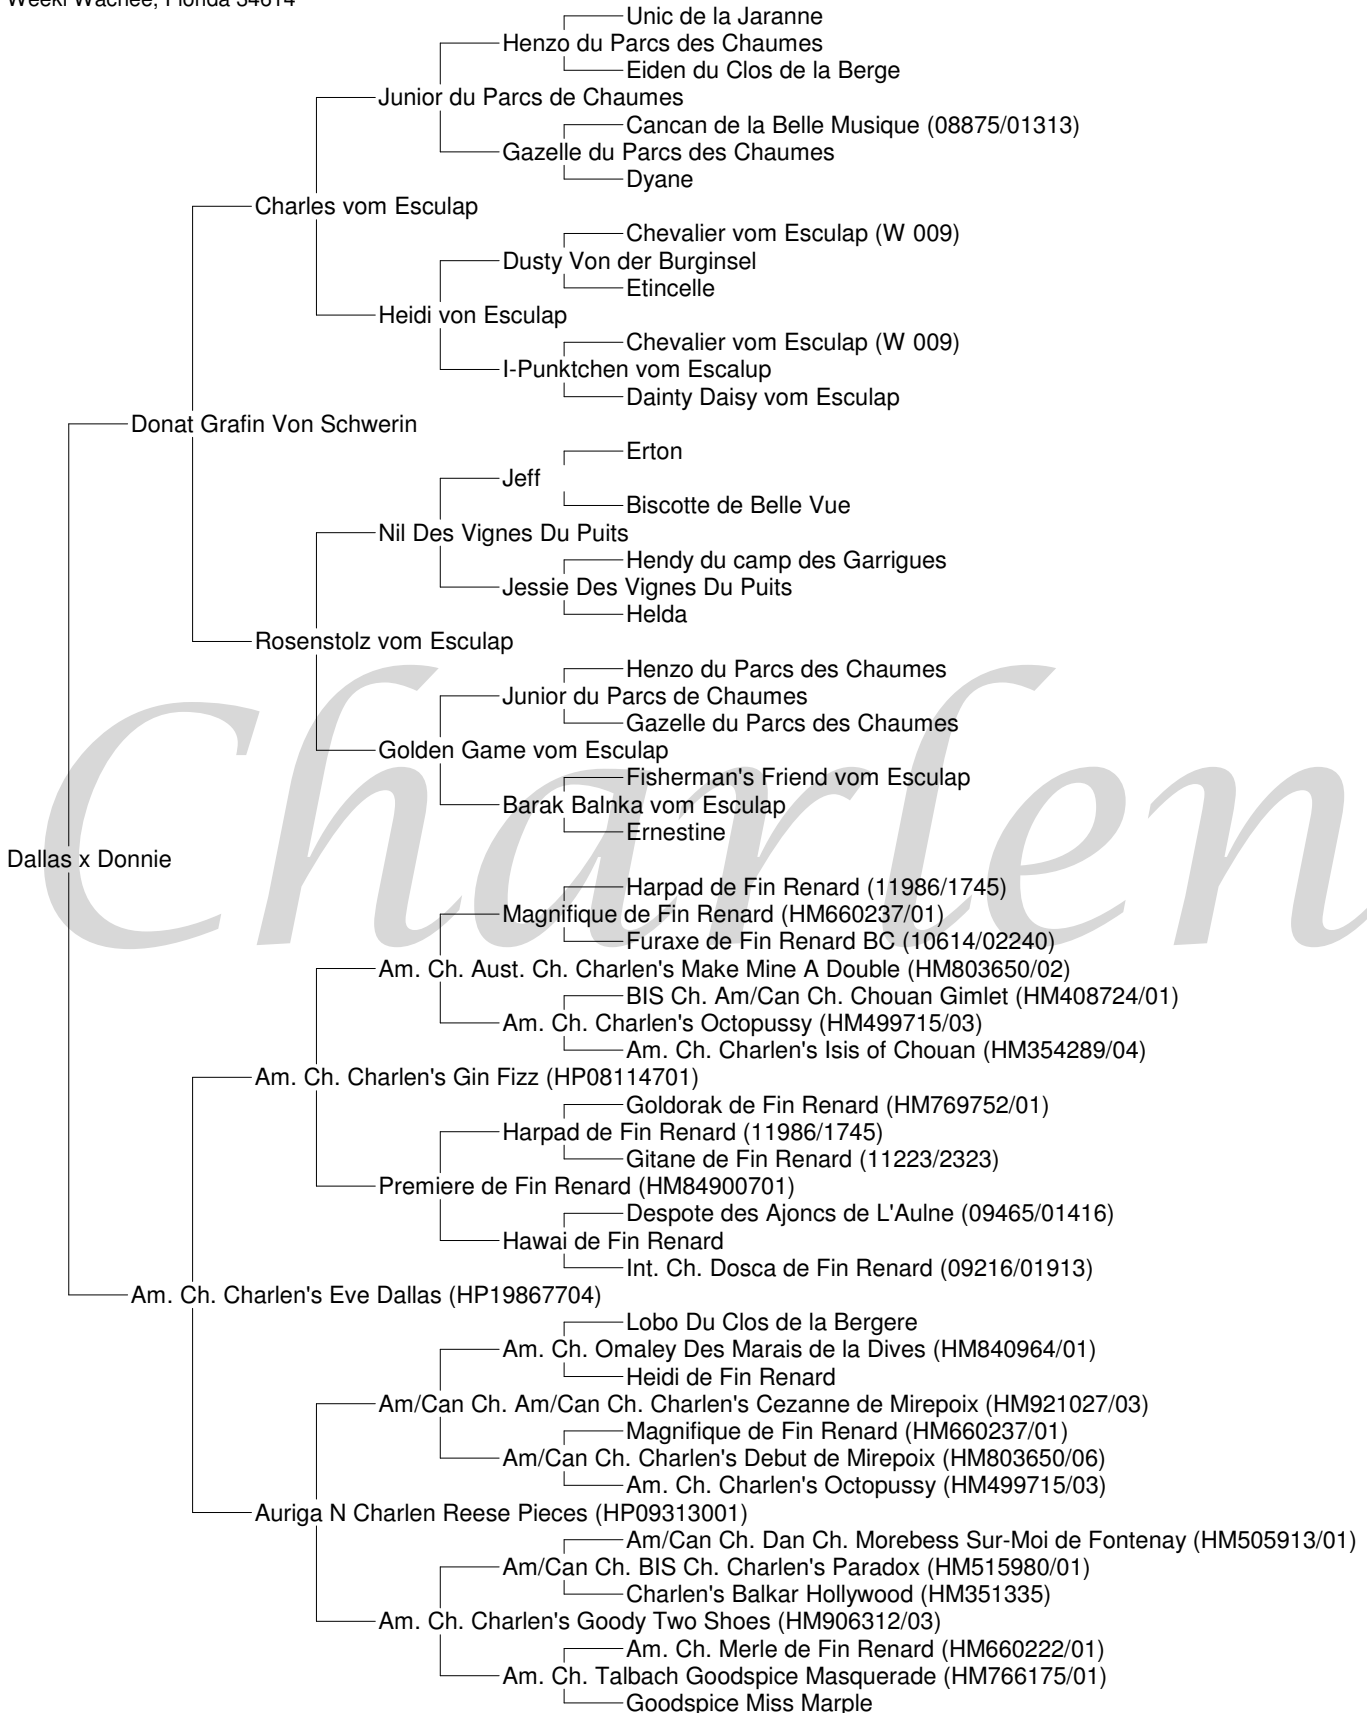 Weeki Wachee, Florida 34614
Unic de la Jaranne
Henzo du Parcs des Chaumes
Eiden du Clos de la Berge
Junior du Parcs de Chaumes
Cancan de la Belle Musique (08875/01313)
Gazelle du Parcs des Chaumes
Dyane
Charles vom Esculap
Chevalier vom Esculap (W 009)
Dusty Von der Burginsel
Etincelle
Heidi von Esculap
Chevalier vom Esculap (W 009)
I-Punktchen vom Escalup
Dainty Daisy vom Esculap
Donat Grafin Von Schwerin
Erton
Jeff
Biscotte de Belle Vue
Nil Des Vignes Du Puits
Hendy du camp des Garrigues
Jessie Des Vignes Du Puits
Helda
Rosenstolz vom Esculap
Henzo du Parcs des Chaumes
Junior du Parcs de Chaumes
Gazelle du Parcs des Chaumes
Golden Game vom Esculap
Fisherman's Friend vom Esculap
Barak Balnka vom Esculap
Ernestine
Charlen
Dallas x Donnie
Harpad de Fin Renard (11986/1745)
Magnifique de Fin Renard (HM660237/01)
Furaxe de Fin Renard BC (10614/02240)
Am. Ch. Aust. Ch. Charlen's Make Mine A Double (HM803650/02)
BIS Ch. Am/Can Ch. Chouan Gimlet (HM408724/01)
Am. Ch. Charlen's Octopussy (HM499715/03)
Am. Ch. Charlen's Isis of Chouan (HM354289/04)
Am. Ch. Charlen's Gin Fizz (HP08114701)
Goldorak de Fin Renard (HM769752/01)
Harpad de Fin Renard (11986/1745)
Gitane de Fin Renard (11223/2323)
Premiere de Fin Renard (HM84900701)
Despote des Ajoncs de L'Aulne (09465/01416)
Hawai de Fin Renard
Int. Ch. Dosca de Fin Renard (09216/01913)
Am. Ch. Charlen's Eve Dallas (HP19867704)
Lobo Du Clos de la Bergere
Am. Ch. Omaley Des Marais de la Dives (HM840964/01)
Heidi de Fin Renard
Am/Can Ch. Am/Can Ch. Charlen's Cezanne de Mirepoix (HM921027/03)
Magnifique de Fin Renard (HM660237/01)
Am/Can Ch. Charlen's Debut de Mirepoix (HM803650/06)
Am. Ch. Charlen's Octopussy (HM499715/03)
Auriga N Charlen Reese Pieces (HP09313001)
Am/Can Ch. Dan Ch. Morebess Sur-Moi de Fontenay (HM505913/01)
Am/Can Ch. BIS Ch. Charlen's Paradox (HM515980/01)
Charlen's Balkar Hollywood (HM351335)
Am. Ch. Charlen's Goody Two Shoes (HM906312/03)
Am. Ch. Merle de Fin Renard (HM660222/01)
Am. Ch. Talbach Goodspice Masquerade (HM766175/01)
Goodspice Miss Marple